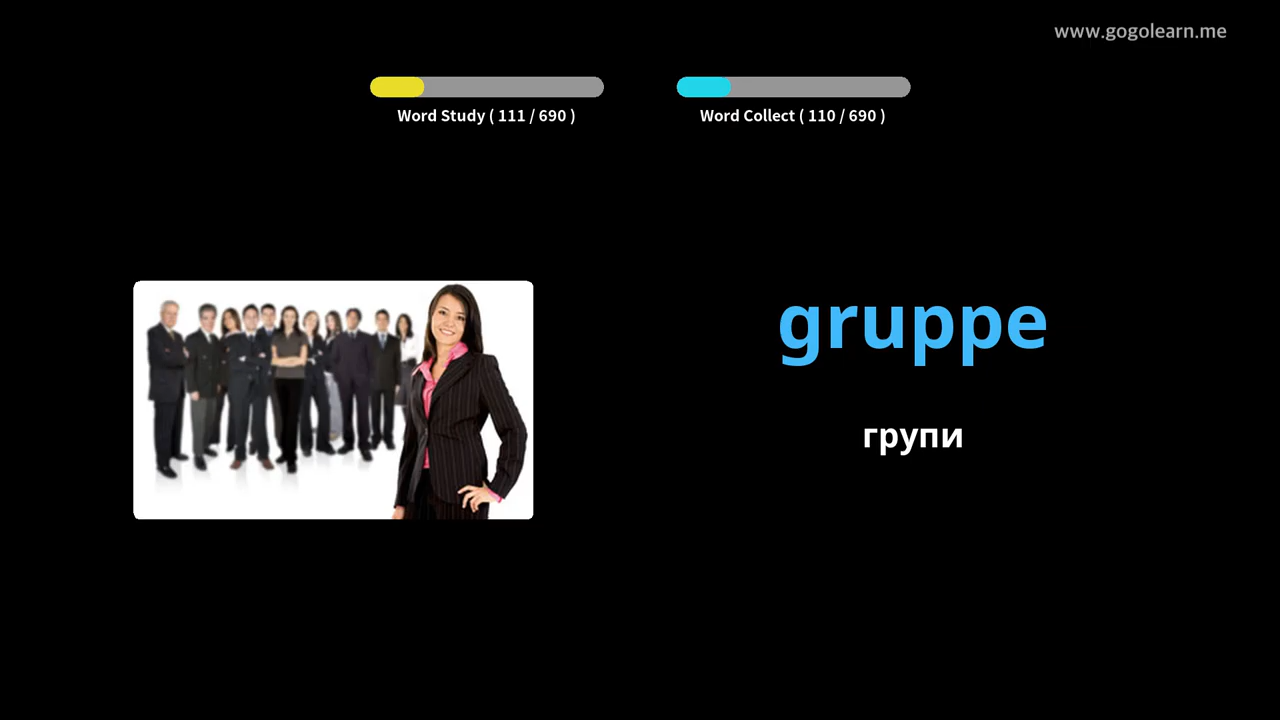 www.gogolearn.me
Word Study ( 111 / 690 )
Word Collect ( 110 / 690 )
gruppe
групи